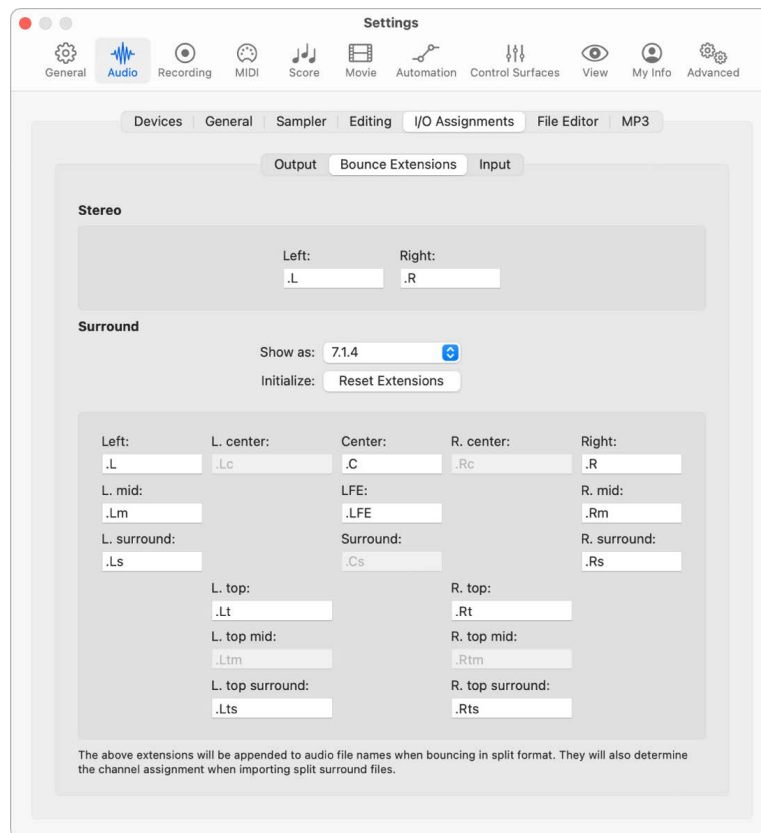 Settings
General Audio Recording MIDI Score Movie Automation Control Surfaces View My Info Advanced
Devices General Sampler Editing I/O Assignments File Editor MP3
Output Bounce Extensions Input
Stereo
Left: Right:
.L .R
Surround
Show as: 7.1.4
Initialize: Reset Extensions
Left: L. center: Center: R. center: Right:
.L .Lc .C .Rc .R
L. mid: LFE: R. mid:
.Lm .LFE .Rm
L. surround: Surround: R. surround:
.Ls .Cs .Rs
L. top: R. top:
.Lt .Rt
L. top mid: R. top mid:
.Ltm .Rtm
L. top surround: R. top surround:
.Lts .Rts
The above extensions will be appended to audio file names when bouncing in split format. They will also determine
the channel assignment when importing split surround files.